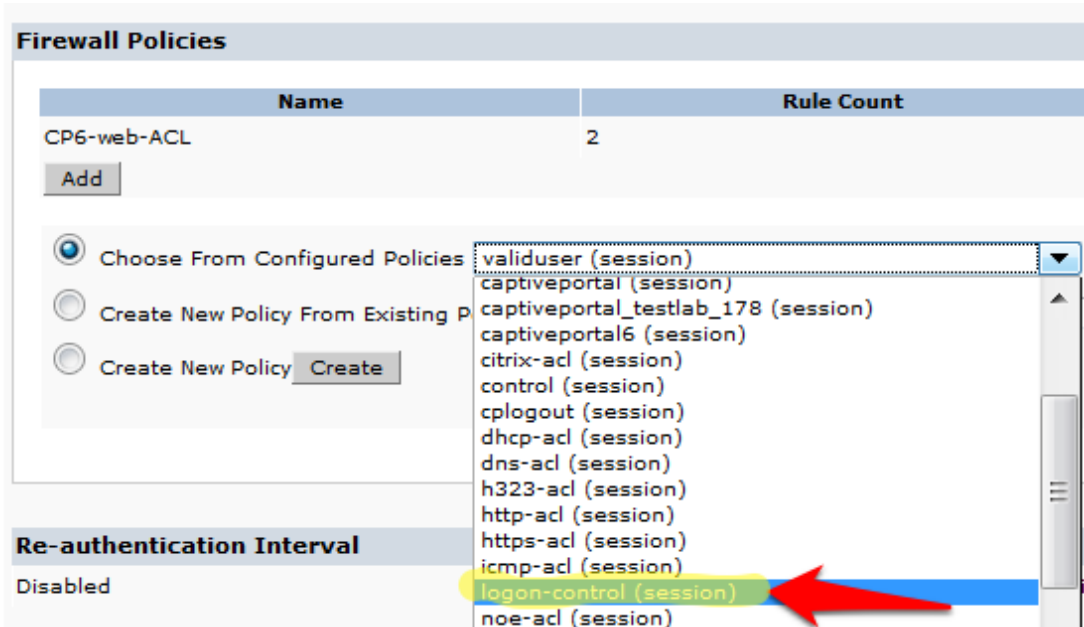 Firewall Policies
Name Rule Count
CP6-web-ACL 2
Add
Choose From Configured Policies validuser (session)
captiveportal (session)
captiveportal_testlab_178 (session)
Create New Policy From Existing P
captiveportal6 (session)
citrix-acl (session)
Create New Policy Create
control (session)
cplogout (session)
dhcp-acl (session)
dns-acl (session)
h323-acl (session)
http-acl (session)
https-acl (session)
Re-authentication Interval
icmp-acl (session)
Disabled
logon-control (session)
noe-acl (session)